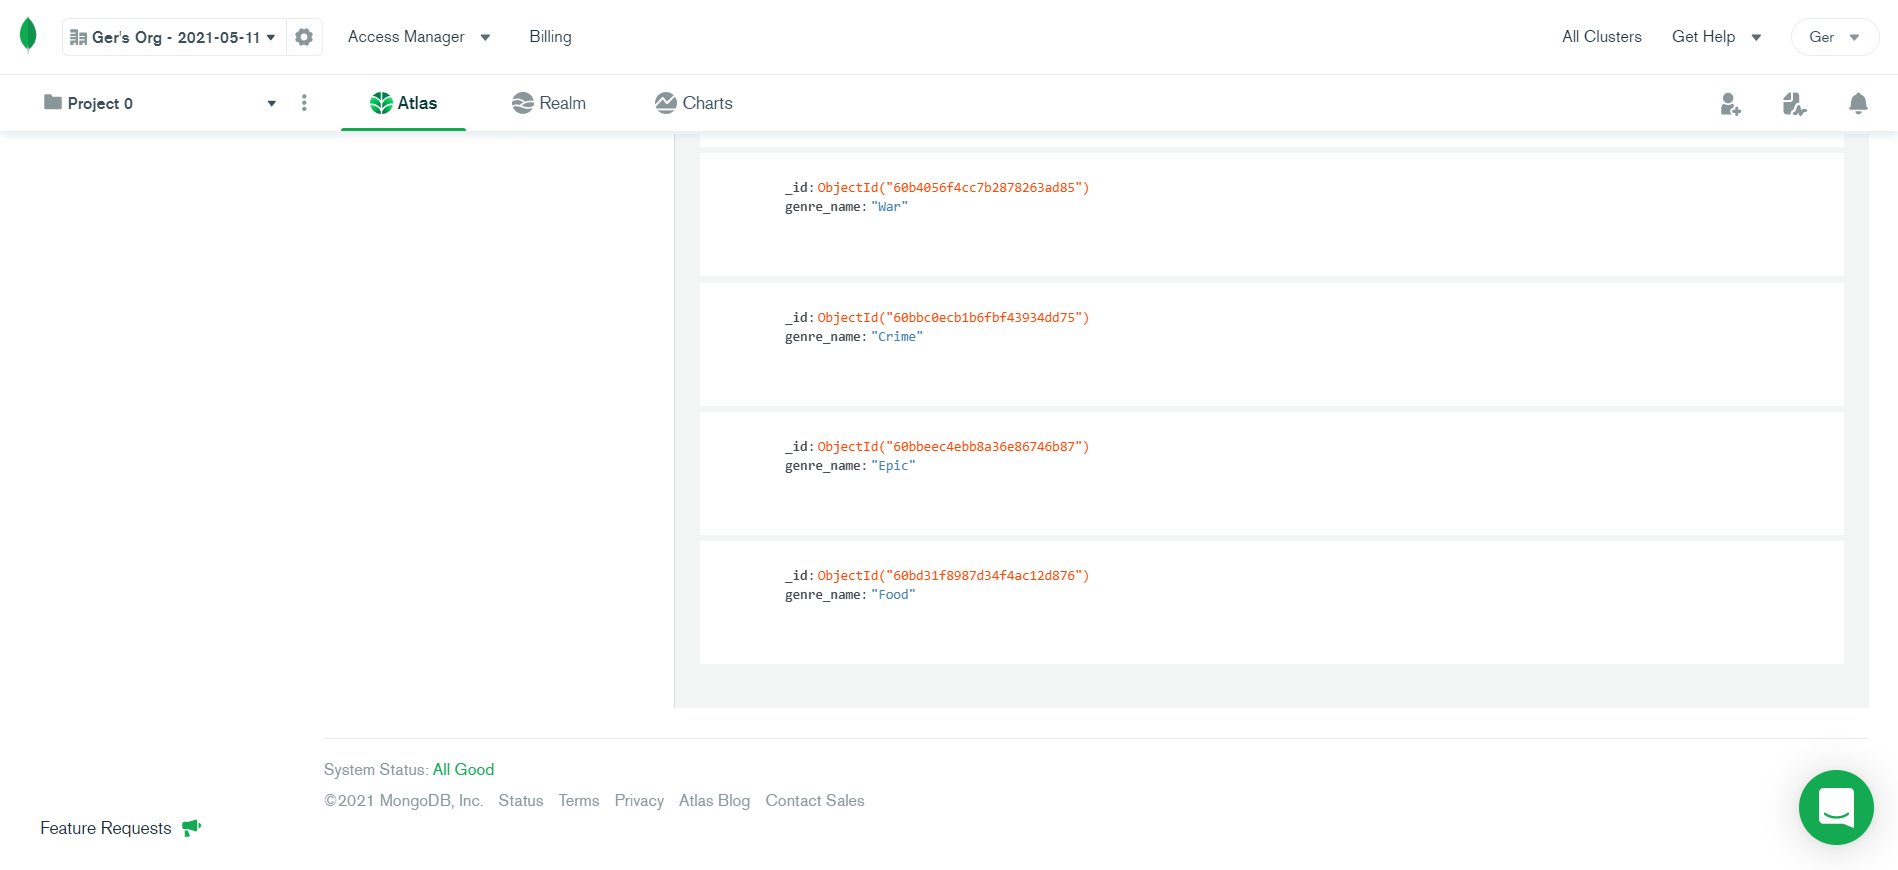 Ger's Org - 2021-05-11
Access Manager
Billing
All Clusters
Get Help
Ger
Project 0
Atlas
Realm
Charts
_id: ObjectId("60b4056f4cc7b2878263ad85")
genre_name: "War"
_id: ObjectId("60bbc0ecb1b6fbf43934dd75")
genre_name: "Crime"
_id: ObjectId("60bbeec4ebb8a36e86746b87")
genre_name: "Epic"
_id: ObjectId("60bd31f8987d34f4ac12d876")
genre_name: "Food"
System Status: All Good
©2021 MongoDB, Inc. Status Terms Privacy Atlas Blog Contact Sales
Feature Requests